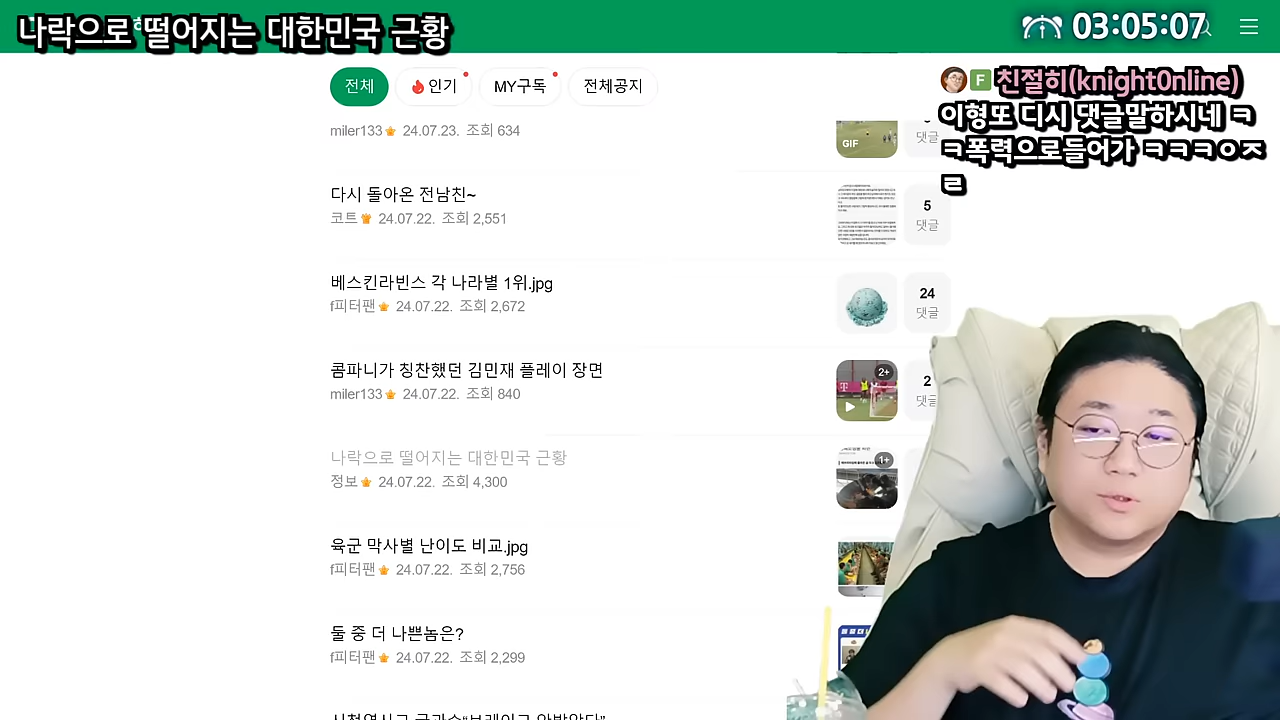 나락으로 떨어지는 대한민국 근황
03:05:07
전체
인기
MY구독
전체공지
F 친절히(knight0nline)
이형또 디시 댓글말하시네 ㅋ
ㅋ폭력으로들어가 ㅋㅋㅋㅇㅈ
ㄹ
miler133 24.07.23. 조회 634
GIF
댓글
다시 돌아온 전남친~
코트 24.07.22. 조회 2,551
5
댓글
베스킨라빈스 각 나라별 1위.jpg
f피터팬 24.07.22. 조회 2,672
24
댓글
콤파니가 칭찬했던 김민재 플레이 장면
miler133 24.07.22. 조회 840
2+
2
댓글
나락으로 떨어지는 대한민국 근황
정보 24.07.22. 조회 4,300
1+
육군 막사별 난이도 비교.jpg
f피터팬 24.07.22. 조회 2,756
둘 중 더 나쁜놈은?
f피터팬 24.07.22. 조회 2,299